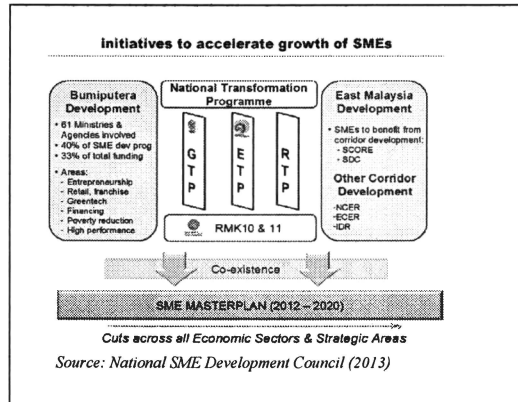 initiatives to accelerate growth of SMEs
Bumiputera
Development
• 61 Ministries &
Agencies involved
• 40% of SME dev prog
• 33% of total funding
• Areas:
- Entrepreneurship
- Retail, franchise
- Greentech
- Financing
- Poverty reduction
- High performance
National Transformation
Programme
G
T
P
E
T
P
R
T
P
RMK10 & 11
East Malaysia
Development
• SMEs to benefit from
corridor development:
- SCORE
- SDC
Other Corridor
Development
-NCER
-ECER
-IDR
Co-existence
SME MASTERPLAN (2012 – 2020)
Cuts across all Economic Sectors & Strategic Areas
Source: National SME Development Council (2013)